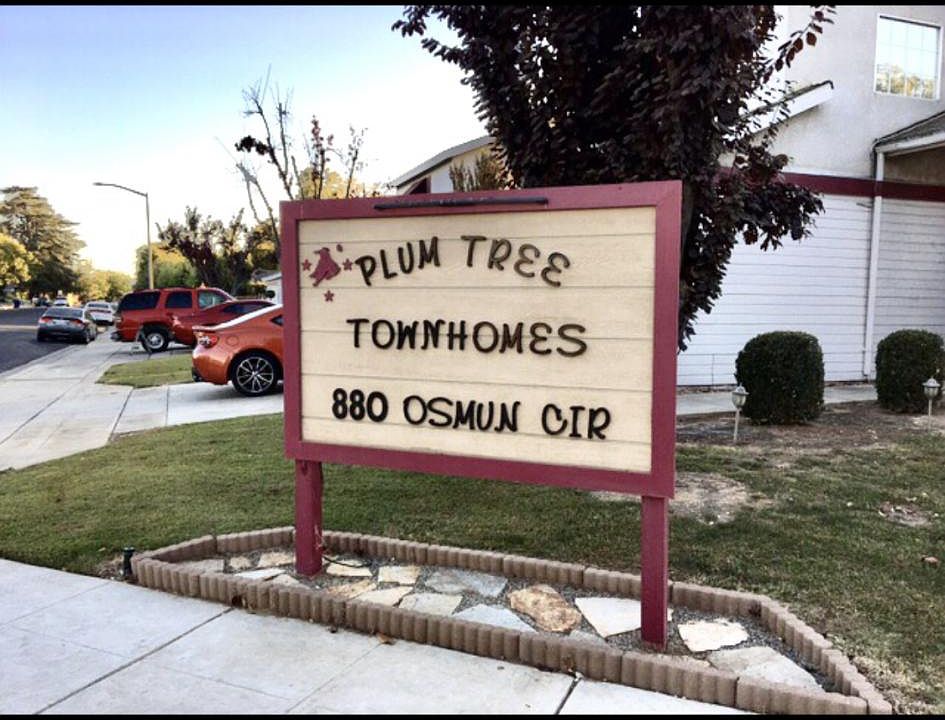 PLUM TREE
TOWNHOMES
880 OSMUN CIR